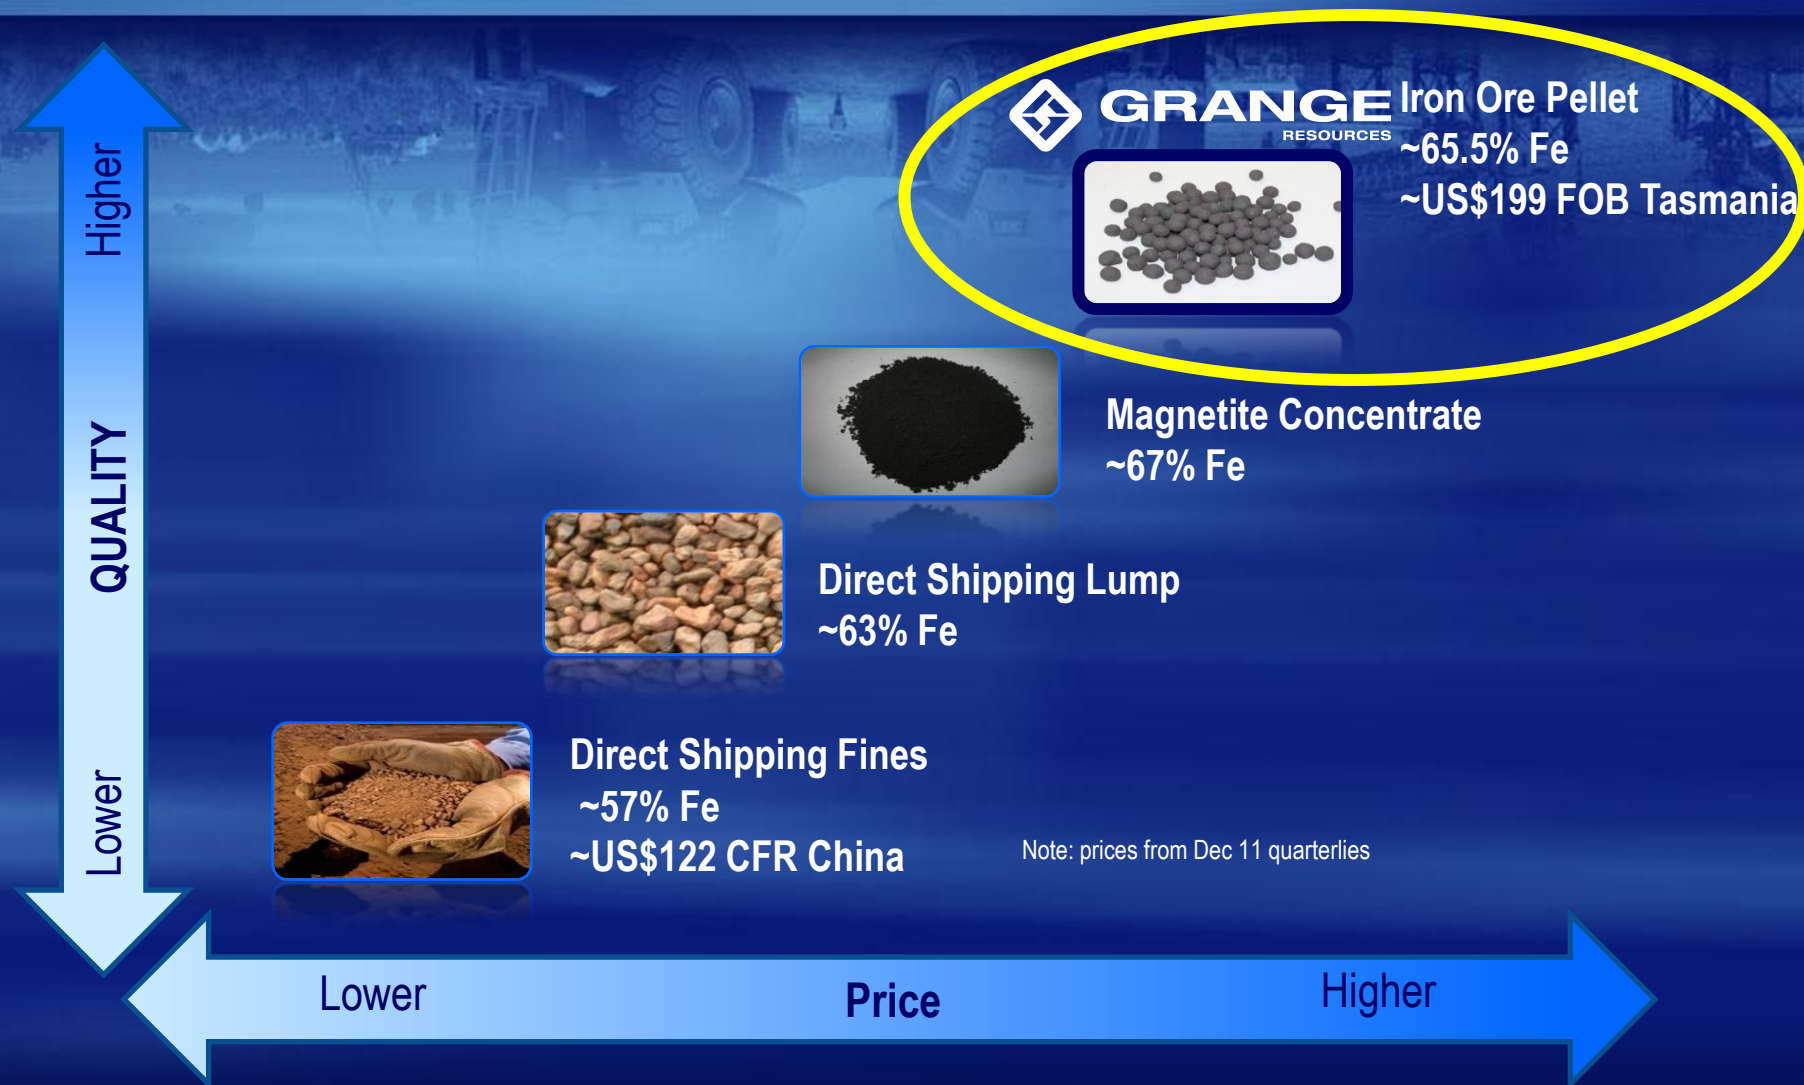 GRANGE
RESOURCES
Iron Ore Pellet
~65.5% Fe
~US$199 FOB Tasmania
Magnetite Concentrate
~67% Fe
Direct Shipping Lump
~63% Fe
Direct Shipping Fines
~57% Fe
~US$122 CFR China
Note: prices from Dec 11 quarterlies
Higher
QUALITY
Lower
Lower
Price
Higher